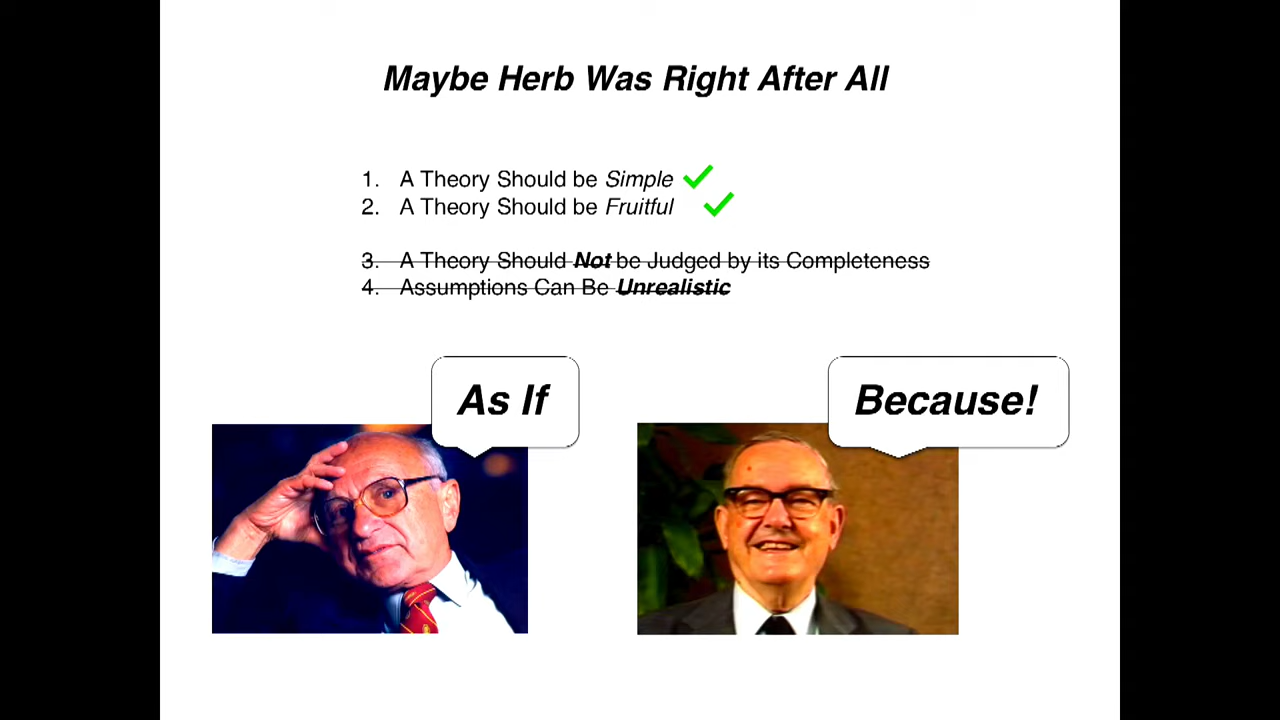 Maybe Herb Was Right After All
1. A Theory Should be Simple
2. A Theory Should be Fruitful
3. A Theory Should Not be Judged by its Completeness
4. Assumptions Can Be Unrealistic
As If
Because!